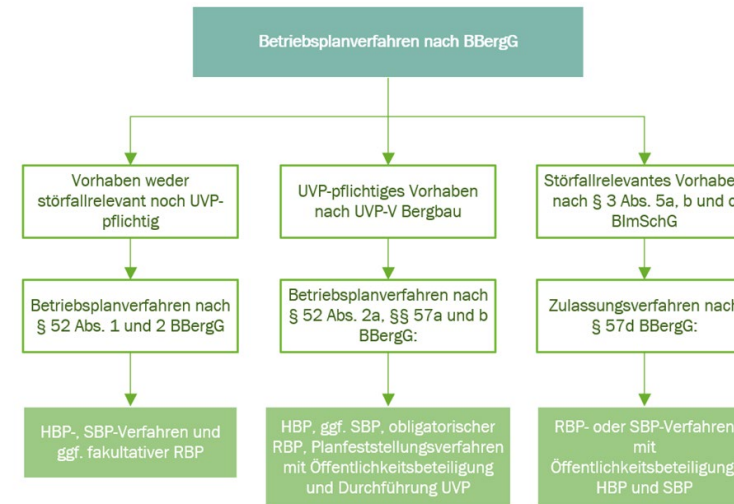 Betriebsplanverfahren nach BBergG
Vorhaben weder
störfallrelevant noch UVP-
pflichtig
UVP-pflichtiges Vorhaben
nach UVP-V Bergbau
Störfallrelevantes Vorhaben
nach § 3 Abs. 5a, b und
BImSchG
Betriebsplanverfahren nach
§ 52 Abs. 1 und 2 BBergG
Betriebsplanverfahren nach
§ 52 Abs. 2a, §§ 57a und b
BBergG:
Zulassungsverfahren nach
§ 57d BBergG:
HBP-, SBP-Verfahren und
ggf. fakultativer RBP
HBP, ggf. SBP, obligatorischer
RBP, Planfeststellungsverfahren
mit Öffentlichkeitsbeteiligung
und Durchführung UVP
RBP- oder SBP-Verfahren
mit
Öffentlichkeitsbeteiligung
HBP und SBP